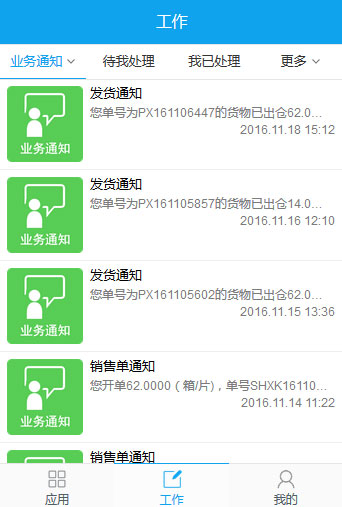 工作
业务通知 待我处理 我已处理 更多
发货通知
您单号为PX161106447的货物已出仓62.0…
2016.11.18 15:12
业务通知
发货通知
您单号为PX161105857的货物已出仓14.0…
2016.11.16 12:10
业务通知
发货通知
您单号为PX161105602的货物已出仓62.0…
2016.11.15 13:36
业务通知
销售单通知
您开单62.0000（箱/片)，单号SHXK16110…
2016.11.14 11:22
业务通知
销售单通知
应用 工作 我的